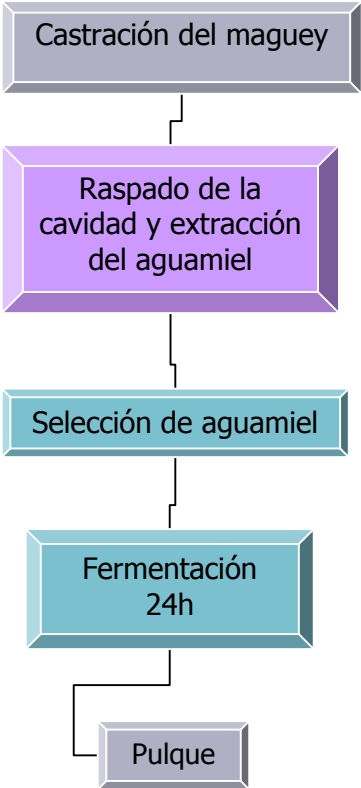 Castración del maguey
Raspado de la
cavidad y extracción
del aguamiel
Selección de aguamiel
Fermentación
24h
Pulque